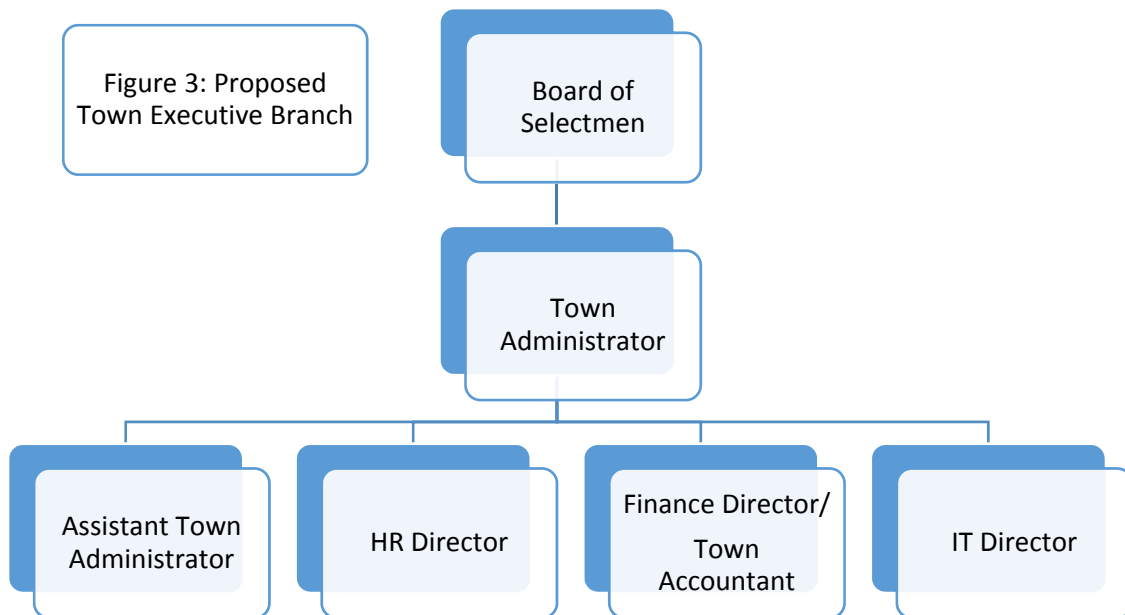 Figure 3: Proposed
Town Executive Branch
Board of
Selectmen
Town
Administrator
Assistant Town
Administrator
HR Director
Finance Director/
Town
Accountant
IT Director